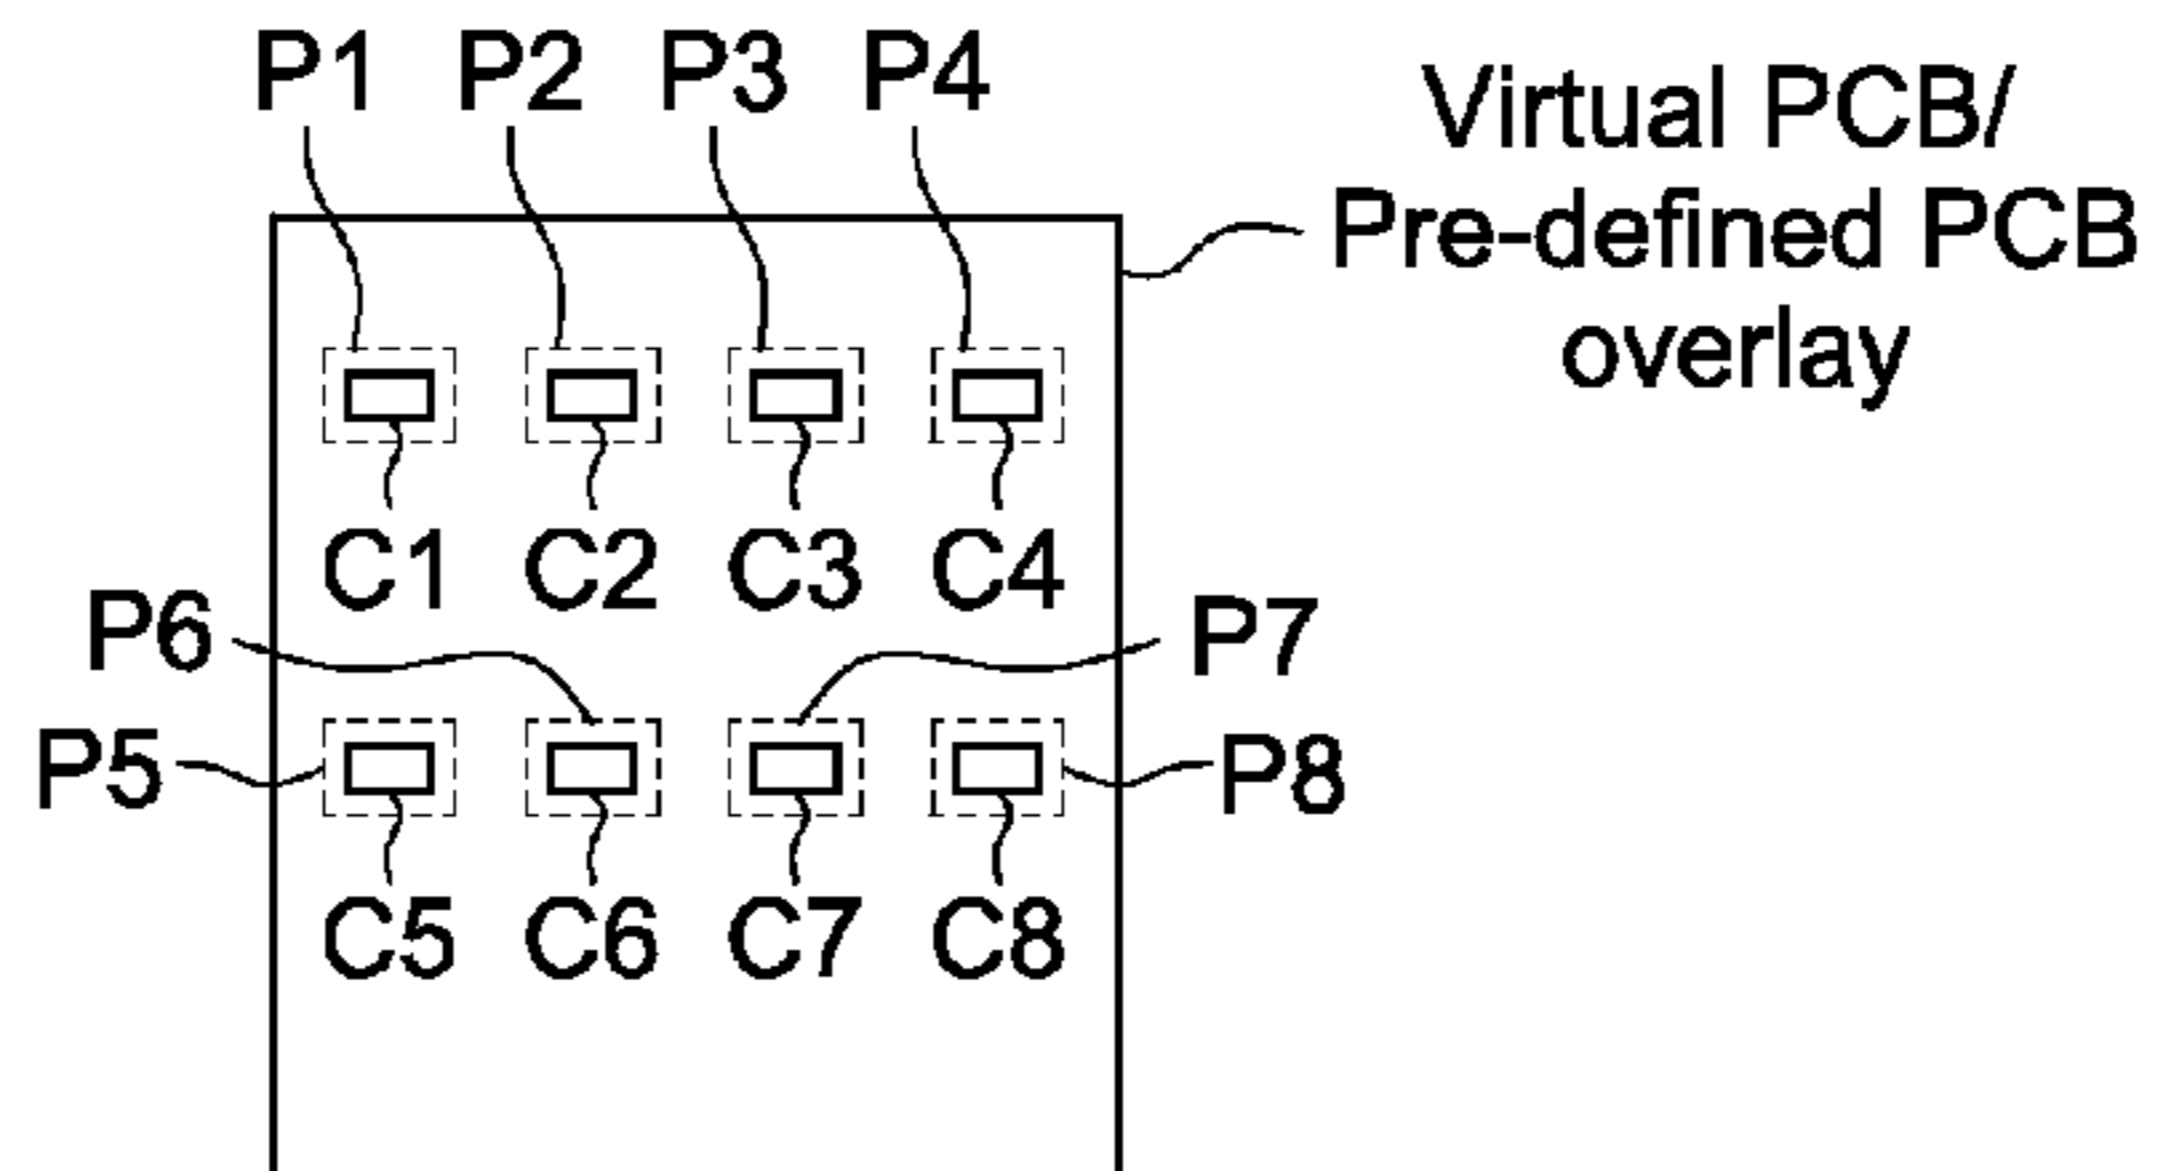 P1 P2 P3 P4
Virtual PCB/
Pre-defined PCB
overlay
C1 C2 C3 C4
P6 P7
P5 P8
C5 C6 C7 C8